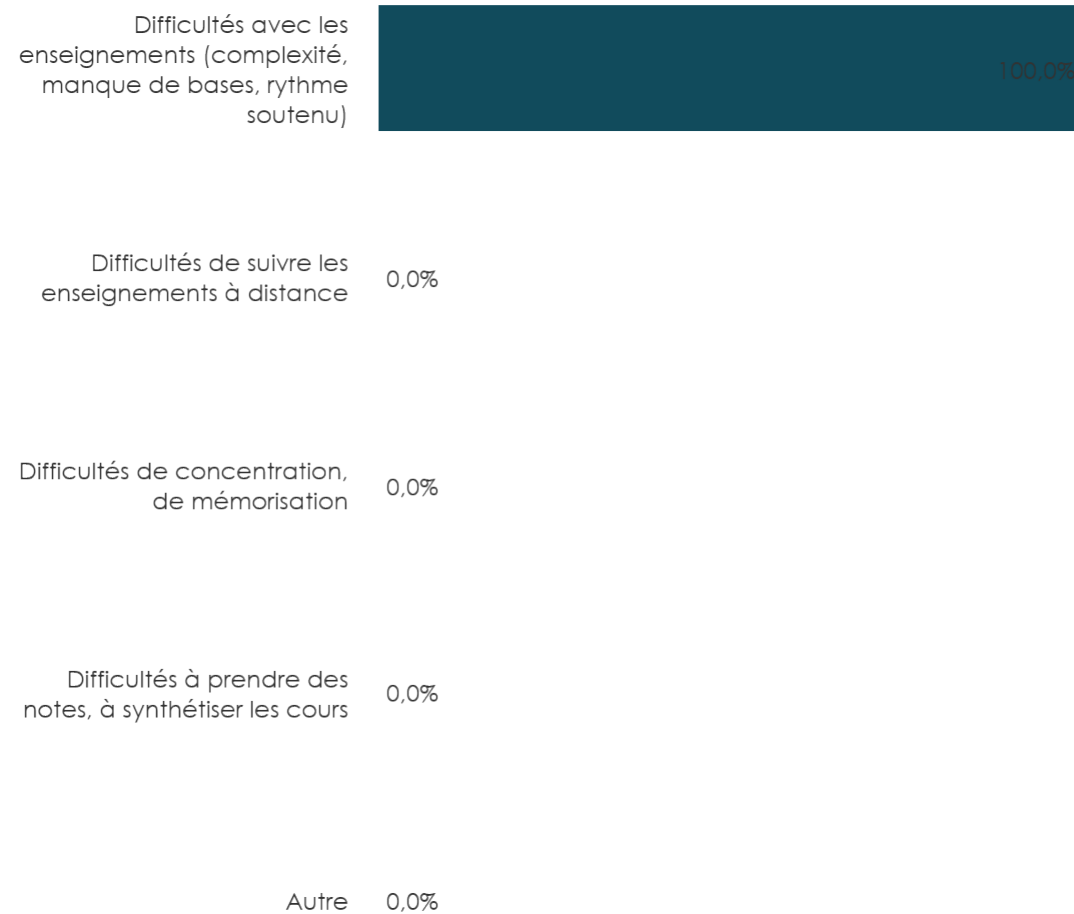 Difficultés avec les
enseignements (complexité,
manque de bases, rythme
soutenu)
100,0%
Difficultés de suivre les
enseignements à distance
0,0%
Difficultés de concentration,
de mémorisation
0,0%
Difficultés à prendre des
notes, à synthétiser les cours
0,0%
Autre
0,0%